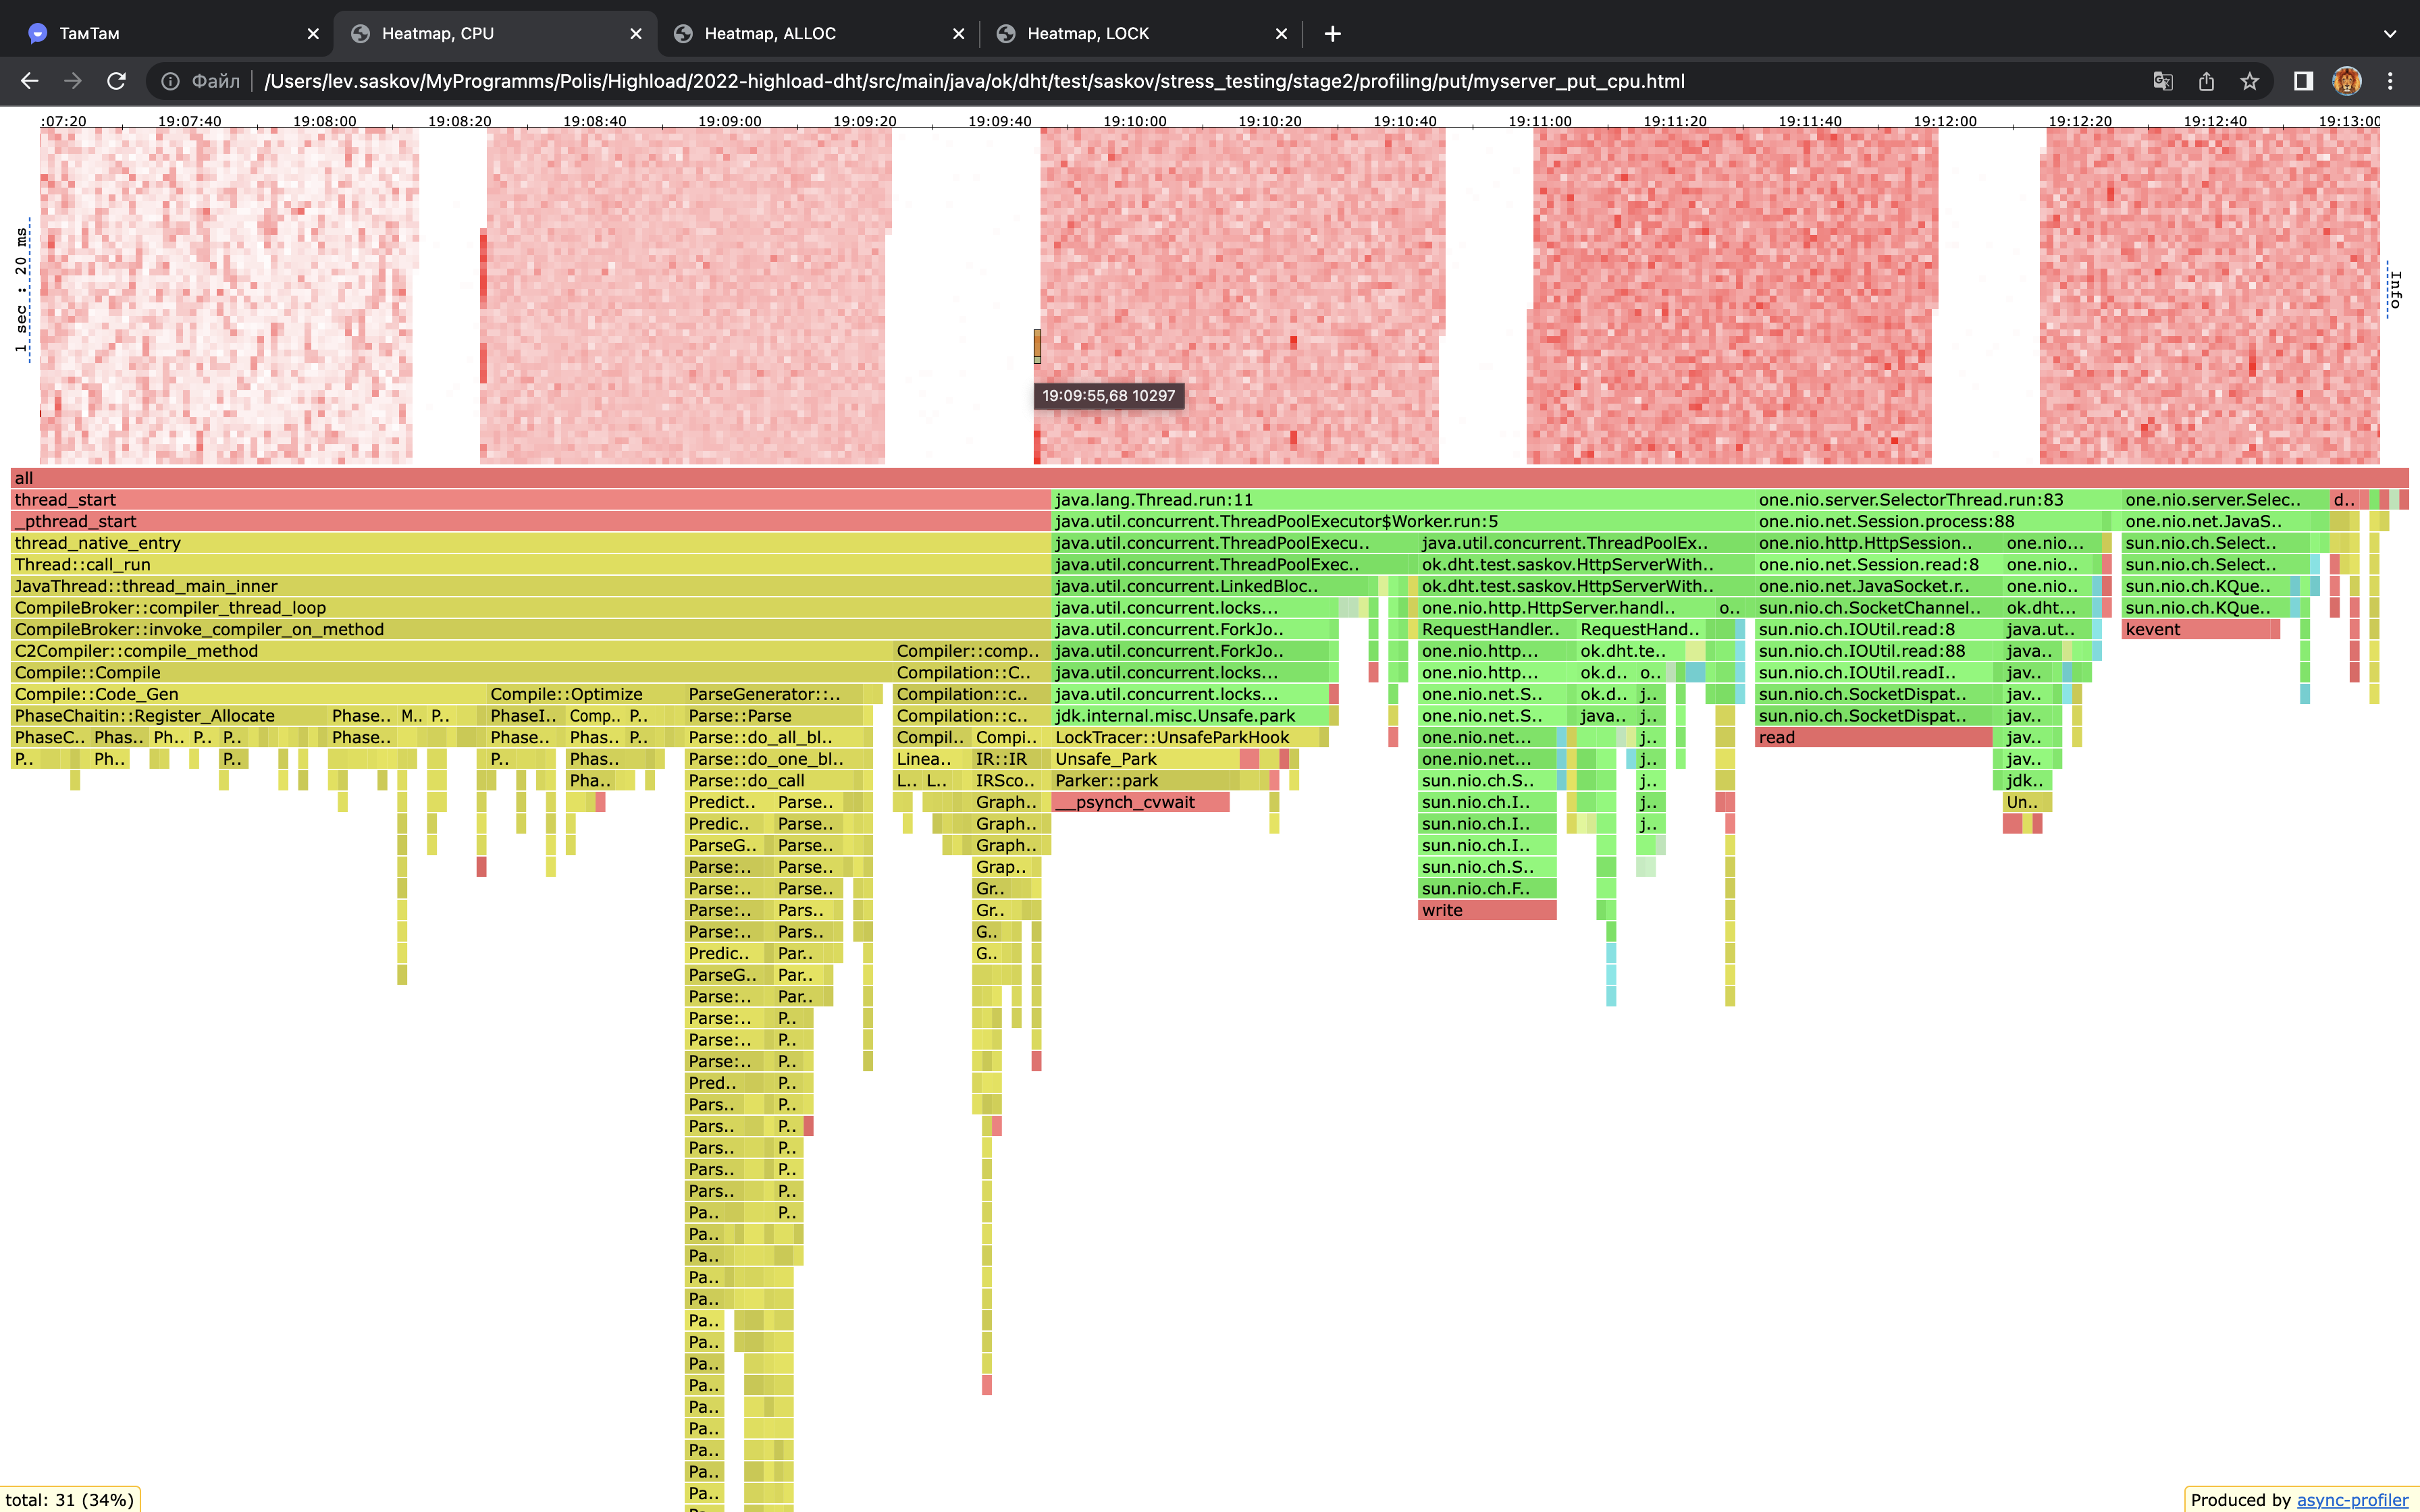 ТамТам
Heatmap, CPU
Heatmap, ALLOC
Heatmap, LOCK
Файл
/Users/lev.saskov/MyProgramms/Polis/Highload/2022-highload-dht/src/main/java/ok/dht/test/saskov/stress_testing/stage2/profiling/put/myserver_put_cpu.html
:07:20 19:07:40 19:08:00 19:08:20 19:08:40 19:09:00 19:09:20 19:09:40 19:10:00 19:10:20 19:10:40 19:11:00 19:11:20 19:11:40 19:12:00 19:12:20 19:12:40 19:13:00
1 sec : 20 ms
Info
19:09:55,68 10297
all
thread_start java.lang.Thread.run:11 one.nio.server.SelectorThread.run:83 one.nio.server.Selec.. d..
_pthread_start java.util.concurrent.ThreadPoolExecutor$Worker.run:5 one.nio.net.Session.process:88 one.nio.net.JavaS..
thread_native_entry java.util.concurrent.ThreadPoolExecu.. java.util.concurrent.ThreadPoolEx.. one.nio.http.HttpSession.. one.nio... sun.nio.ch.Select..
Thread::call_run java.util.concurrent.ThreadPoolExec.. ok.dht.test.saskov.HttpServerWith.. one.nio.net.Session.read:8 one.nio.. sun.nio.ch.Select..
JavaThread::thread_main_inner java.util.concurrent.LinkedBloc.. ok.dht.test.saskov.HttpServerWith.. one.nio.net.JavaSocket.r.. one.nio.. sun.nio.ch.KQue..
CompileBroker::compiler_thread_loop java.util.concurrent.locks... one.nio.http.HttpServer.handl.. o.. sun.nio.ch.SocketChannel.. ok.dht... sun.nio.ch.KQue..
CompileBroker::invoke_compiler_on_method java.util.concurrent.ForkJo.. RequestHandler.. RequestHand.. sun.nio.ch.IOUtil.read:8 java.ut.. kevent
C2Compiler::compile_method Compiler::comp.. java.util.concurrent.ForkJo.. one.nio.http... ok.dht.te.. sun.nio.ch.IOUtil.read:88 java..
Compile::Compile Compilation::C.. java.util.concurrent.locks... one.nio.http... ok.d.. o.. sun.nio.ch.IOUtil.readI.. jav..
Compile::Code_Gen Compile::Optimize ParseGenerator::.. Compilation::c.. java.util.concurrent.locks... one.nio.net.S.. ok.d.. j.. sun.nio.ch.SocketDispat.. jav..
PhaseChaitin::Register_Allocate Phase.. M.. P.. PhaseI.. Comp.. P.. Parse::Parse Compilation::c.. jdk.internal.misc.Unsafe.park one.nio.net.S.. java.. j.. sun.nio.ch.SocketDispat.. jav..
PhaseC.. Phas.. Ph.. P.. P.. Phase.. Phase.. Phas.. P.. Parse::do_all_bl.. Compil.. Compi.. LockTracer::UnsafeParkHook one.nio.net... j.. read jav..
P.. Ph.. P.. P.. Phas.. Parse::do_one_bl.. Linea.. IR::IR Unsafe_Park one.nio.net... j.. jav..
Pha.. Parse::do_call L.. L.. IRSco.. Parker::park sun.nio.ch.S.. j.. jdk..
Predict.. Parse.. Graph.. __psynch_cvwait sun.nio.ch.I.. j.. Un..
Predic.. Parse.. Graph.. sun.nio.ch.I.. j..
ParseG.. Parse.. Graph.. sun.nio.ch.I..
Parse:.. Parse.. Grap.. sun.nio.ch.S..
Parse:.. Parse.. Gr.. sun.nio.ch.F..
Parse:.. Pars.. Gr.. write
Parse:.. Pars.. G..
Predic.. Par.. G..
ParseG.. Par..
Parse:.. Par..
Parse:.. P..
Parse:.. P..
Parse:.. P..
Pred.. P..
Pars.. P..
Pars.. P..
Pars.. P..
Pars.. P..
Pars.. P..
Pa.. P..
Pa..
Pa..
Pa..
Pa..
Pa..
Pa..
Pa..
Pa..
Pa..
Pa..
Pa..
Pa..
Pa..
total: 31 (34%)
Produced by async-profiler